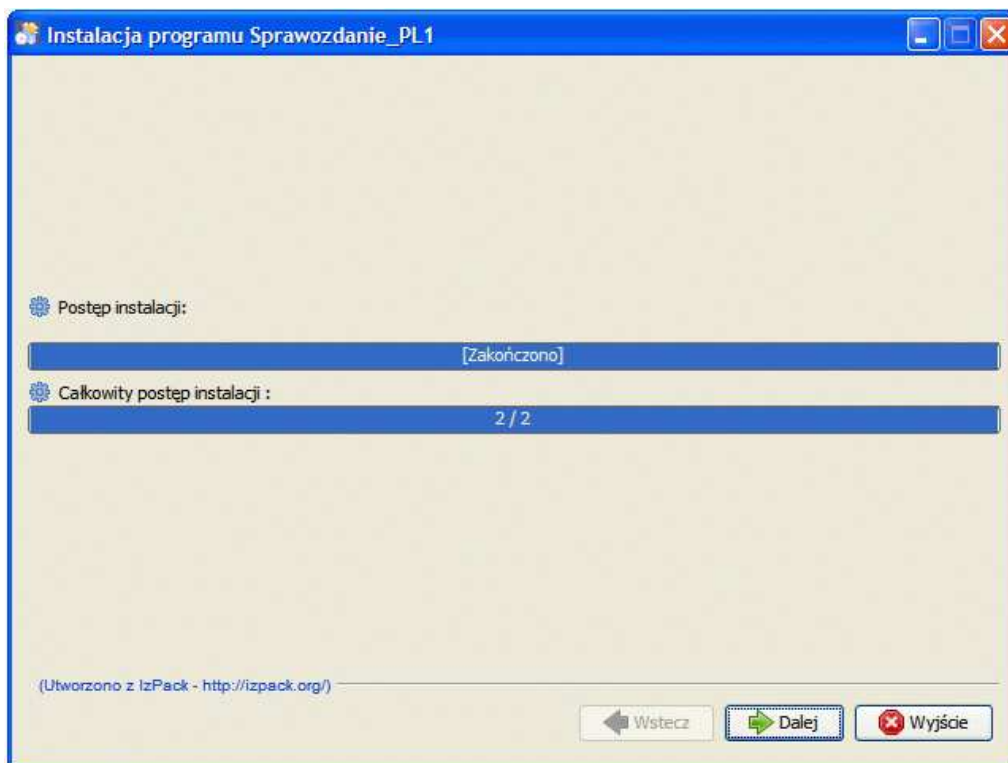 Instalacja programu Sprawozdanie_PL1
Postęp instalacji:
[Zakończono]
Całkowity postęp instalacji :
2 / 2
(Utworzono z IzPack - http://izpack.org/)
Wstecz Dalej Wyjście